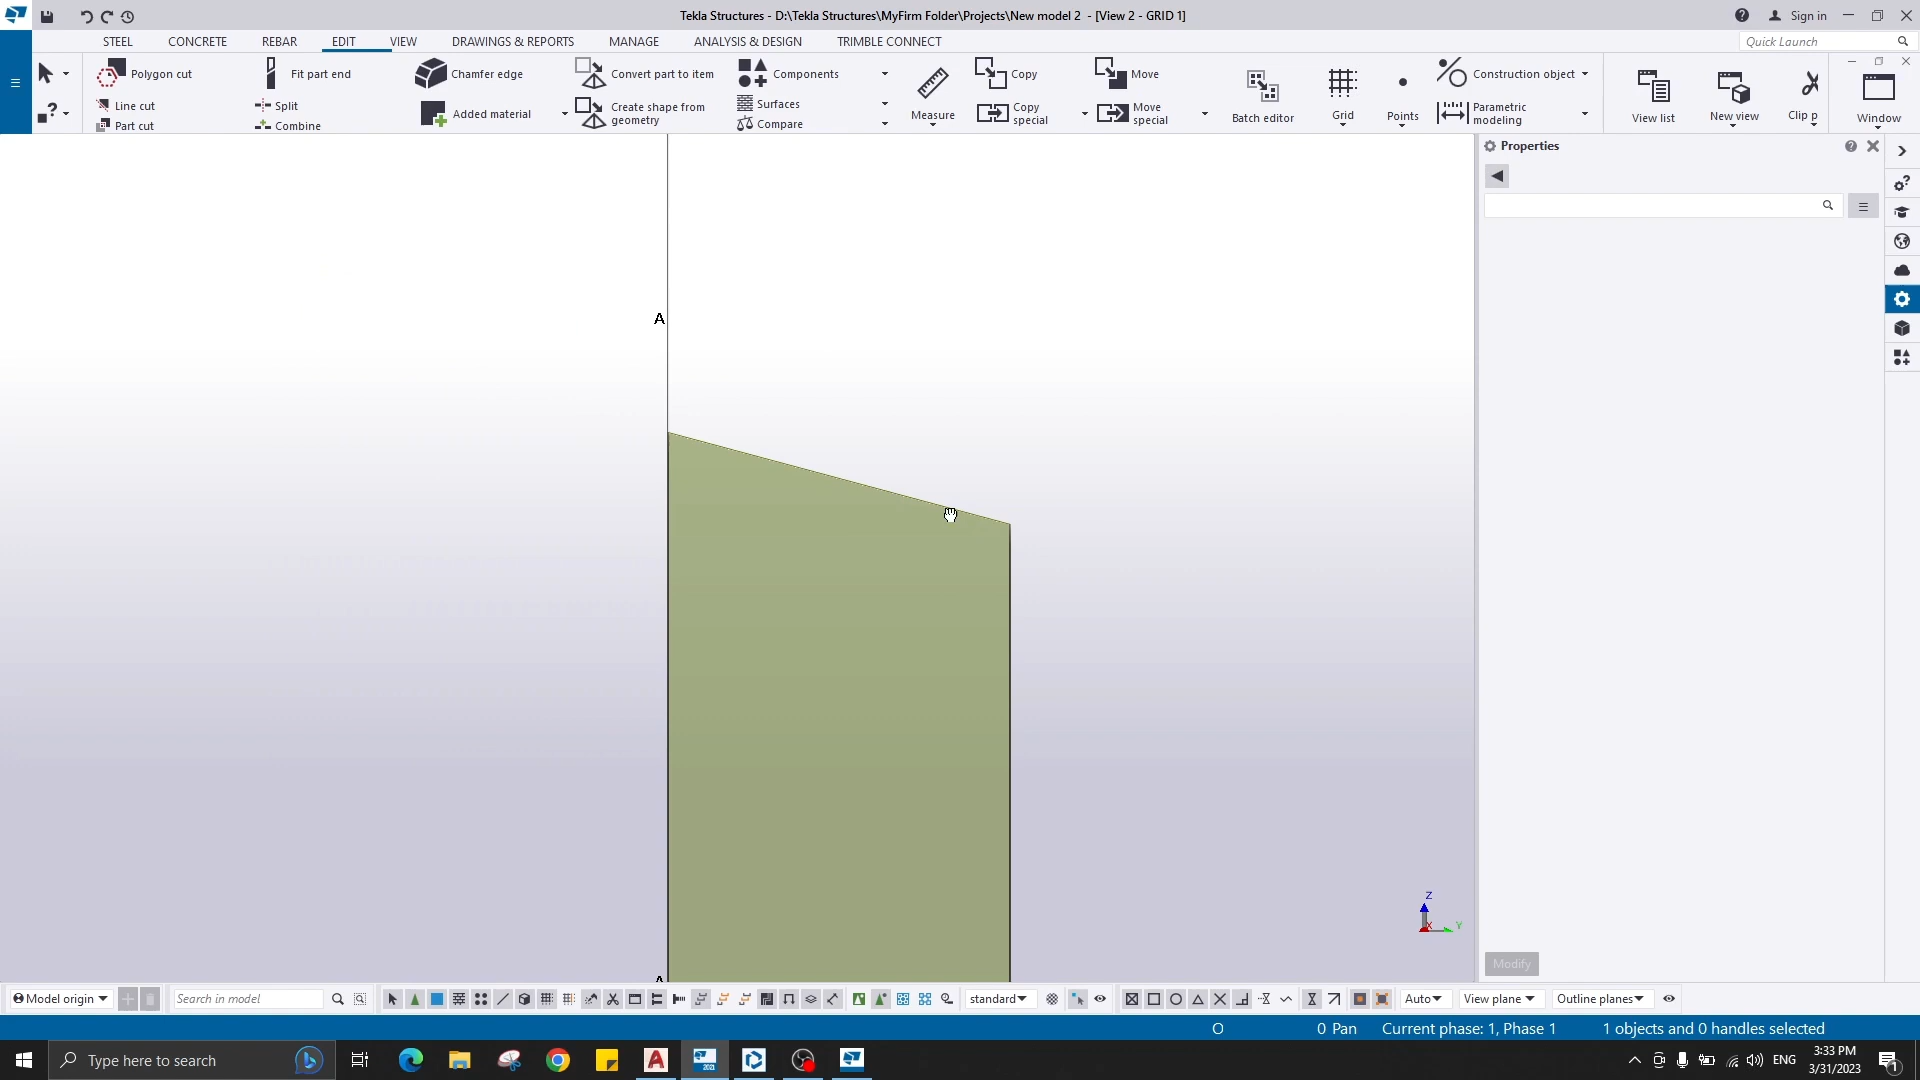 Tekla Structures - D:\Tekla Structures\MyFirm Folder\Projects\New model 2 - [View 2 - GRID 1]
Sign in
STEEL CONCRETE REBAR EDIT VIEW DRAWINGS & REPORTS MANAGE ANALYSIS & DESIGN TRIMBLE CONNECT
Quick Launch
Polygon cut
Line cut
Part cut
Fit part end
Split
Combine
Chamfer edge
Added material
Convert part to item
Create shape from
geometry
Components
Surfaces
Compare
Measure
Copy
Copy
special
Move
Move
special
Batch editor
Grid
Points
Construction object
Parametric
modeling
View list
New view
Clip p
Window
Properties
A
A
Z
X
Y
Modify
Model origin
Search in model
standard
Auto
View plane
Outline planes
O
0 Pan
Current phase: 1, Phase 1
1 objects and 0 handles selected
Type here to search
2021
ENG
3:33 PM
3/31/2023
1